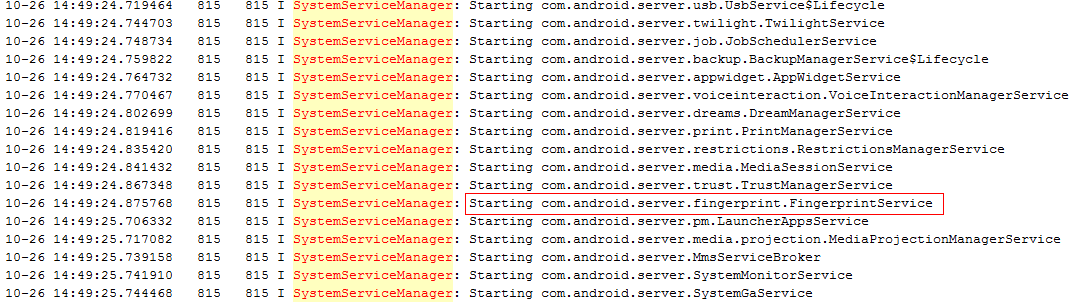 10-26 14:49:24.719464 815 815 I SystemServiceManager: Starting com.android.server.usb.UsbService$Lifecycle
10-26 14:49:24.744703 815 815 I SystemServiceManager: Starting com.android.server.twilight.TwilightService
10-26 14:49:24.748734 815 815 I SystemServiceManager: Starting com.android.server.job.JobSchedulerService
10-26 14:49:24.759822 815 815 I SystemServiceManager: Starting com.android.server.backup.BackupManagerService$Lifecycle
10-26 14:49:24.764732 815 815 I SystemServiceManager: Starting com.android.server.appwidget.AppWidgetService
10-26 14:49:24.770467 815 815 I SystemServiceManager: Starting com.android.server.voiceinteraction.VoiceInteractionManagerService
10-26 14:49:24.802699 815 815 I SystemServiceManager: Starting com.android.server.dreams.DreamManagerService
10-26 14:49:24.819416 815 815 I SystemServiceManager: Starting com.android.server.print.PrintManagerService
10-26 14:49:24.835420 815 815 I SystemServiceManager: Starting com.android.server.restrictions.RestrictionsManagerService
10-26 14:49:24.841432 815 815 I SystemServiceManager: Starting com.android.server.media.MediaSessionService
10-26 14:49:24.867348 815 815 I SystemServiceManager: Starting com.android.server.trust.TrustManagerService
10-26 14:49:24.875768 815 815 I SystemServiceManager: Starting com.android.server.fingerprint.FingerprintService
10-26 14:49:25.706332 815 815 I SystemServiceManager: Starting com.android.server.pm.LauncherAppsService
10-26 14:49:25.717082 815 815 I SystemServiceManager: Starting com.android.server.media.projection.MediaProjectionManagerService
10-26 14:49:25.739158 815 815 I SystemServiceManager: Starting com.android.server.MmsServiceBroker
10-26 14:49:25.741910 815 815 I SystemServiceManager: Starting com.android.server.SystemMonitorService
10-26 14:49:25.744468 815 815 I SystemServiceManager: Starting com.android.server.SystemGaService